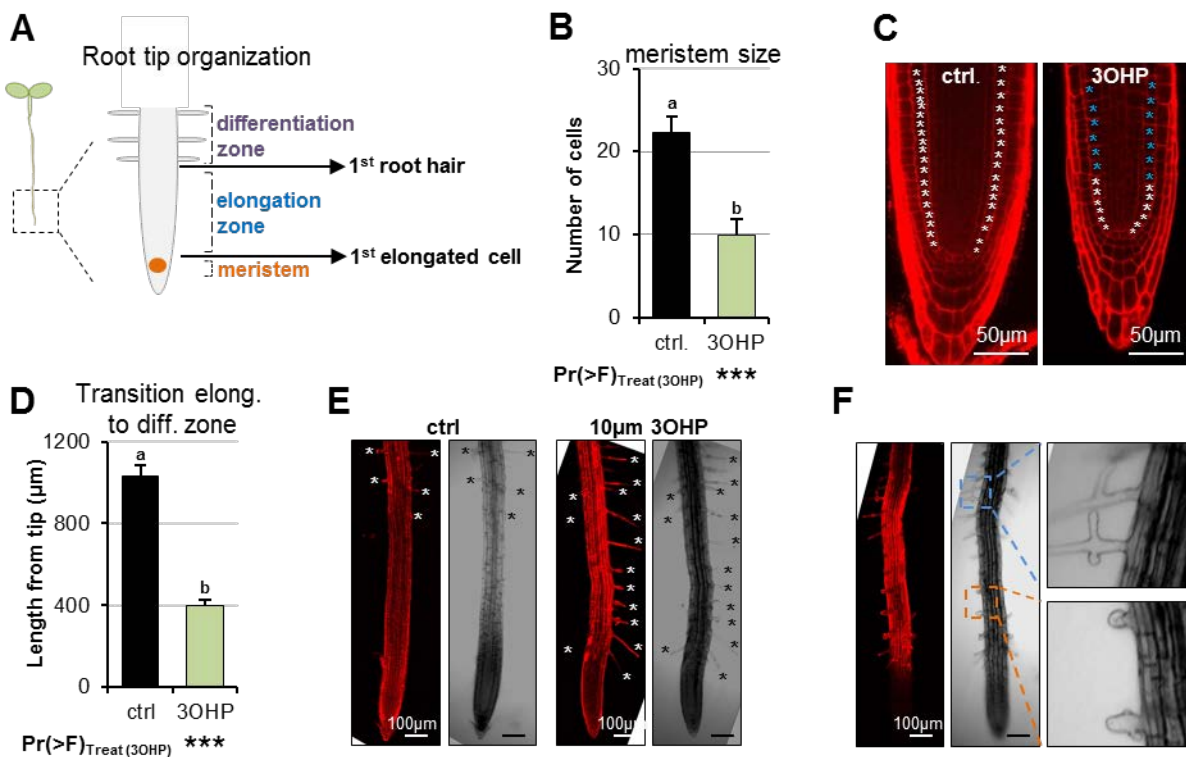 A
Root tip organization
differentiation
zone
1st root hair
elongation
zone
1st elongated cell
meristem
B
meristem size
30
20
10
0
Number of cells
a
b
ctrl.
3OHP
Pr(>F)Treat (3OHP) ***
C
ctrl.
3OHP
50µm
50µm
D
Transition elong.
to diff. zone
1200
800
400
0
Length from tip (µm)
a
b
ctrl
3OHP
Pr(>F)Treat (3OHP) ***
E
ctrl
10µm 3OHP
100µm
100µm
F
100µm